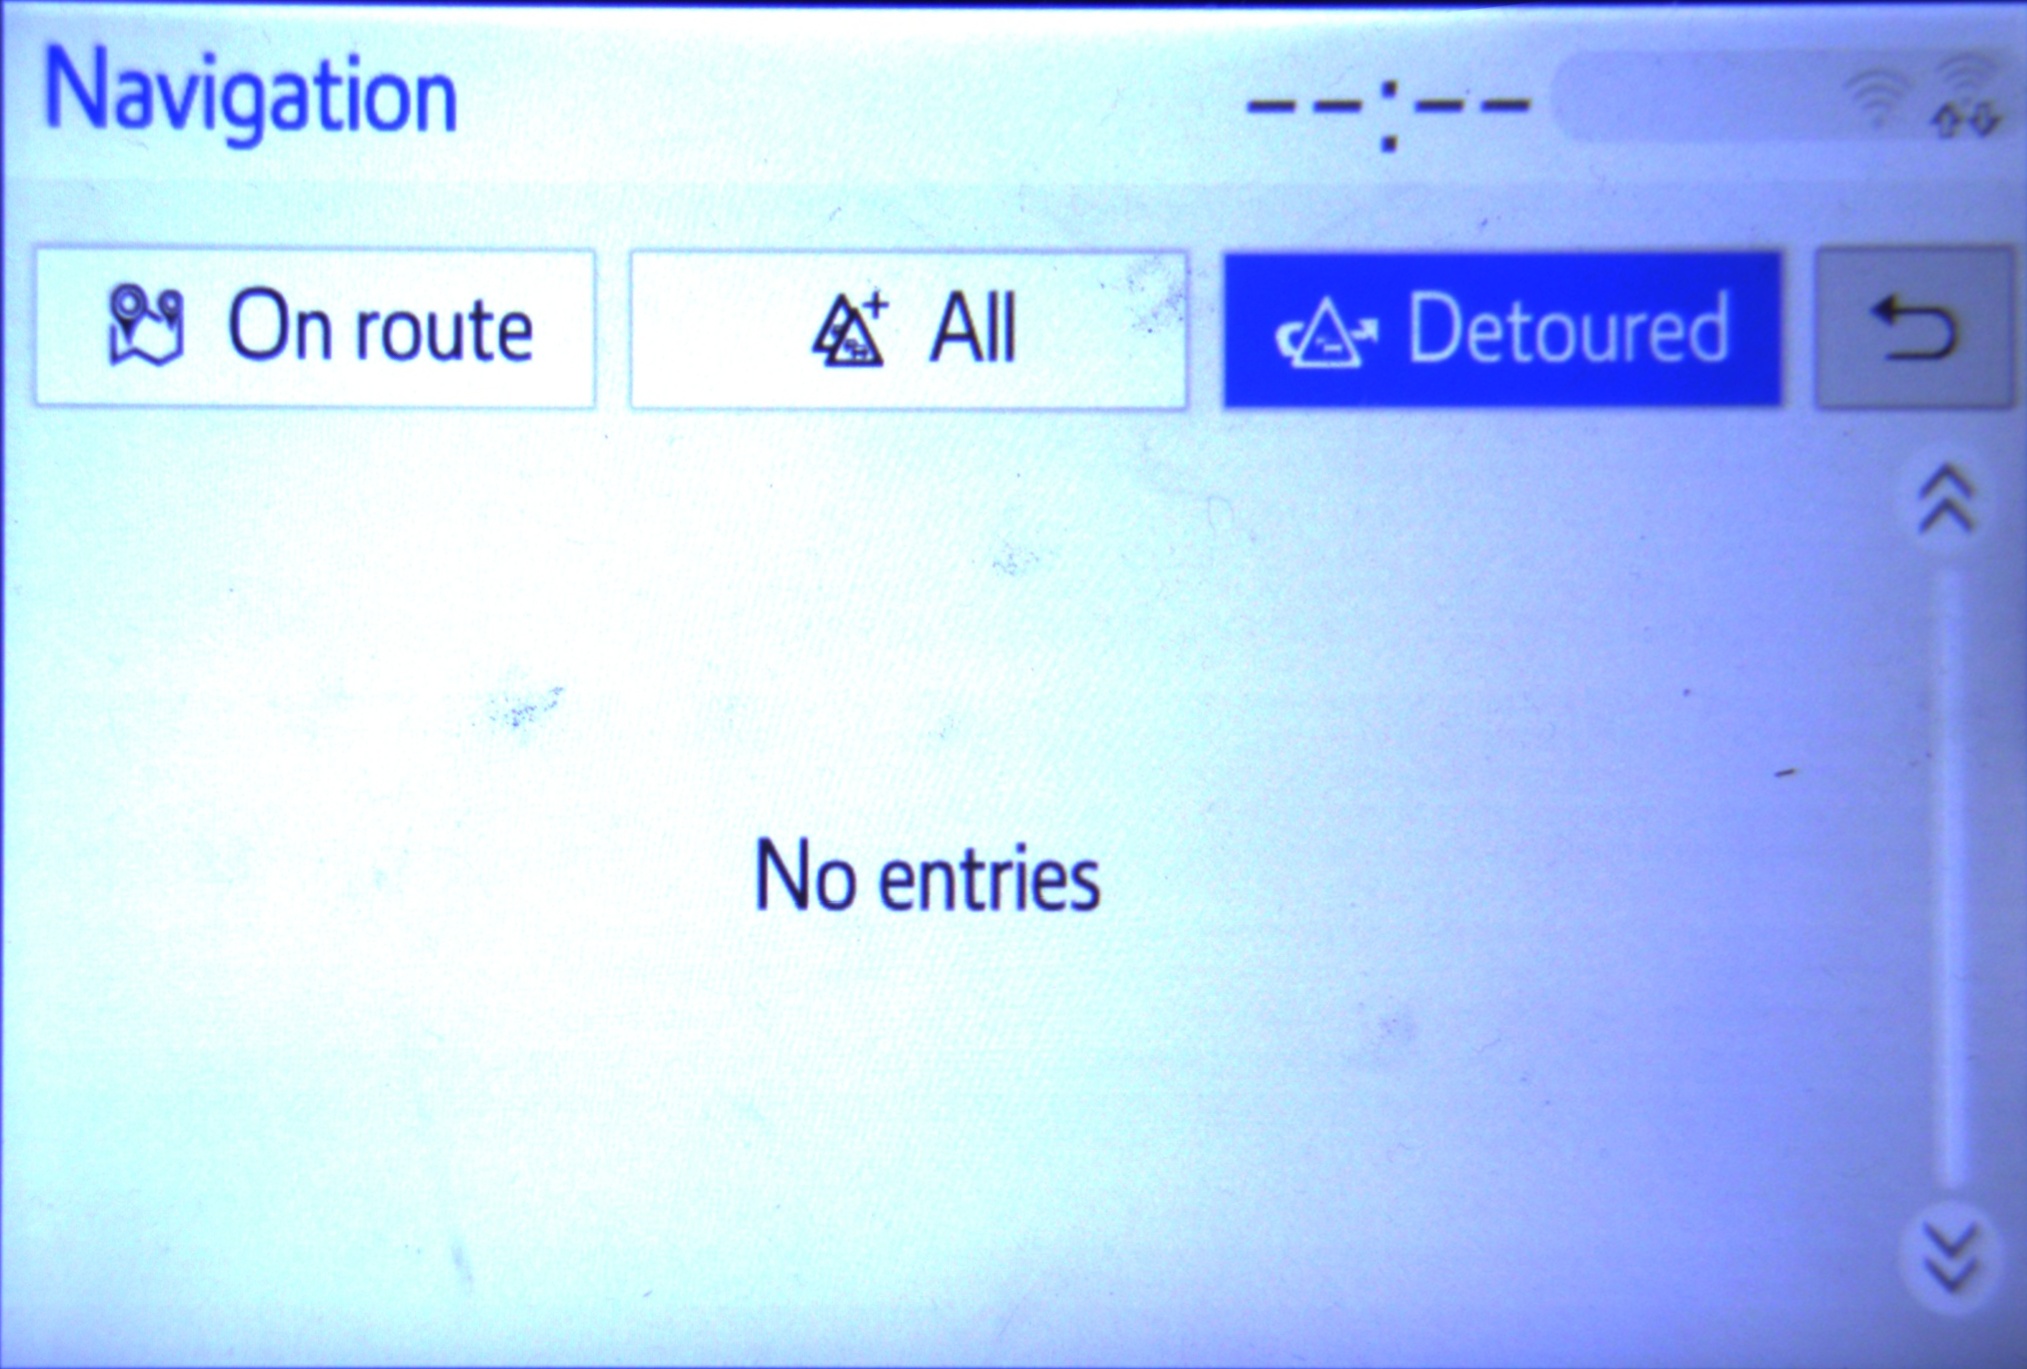 Navigation
--:--
On route
All
Detoured
No entries